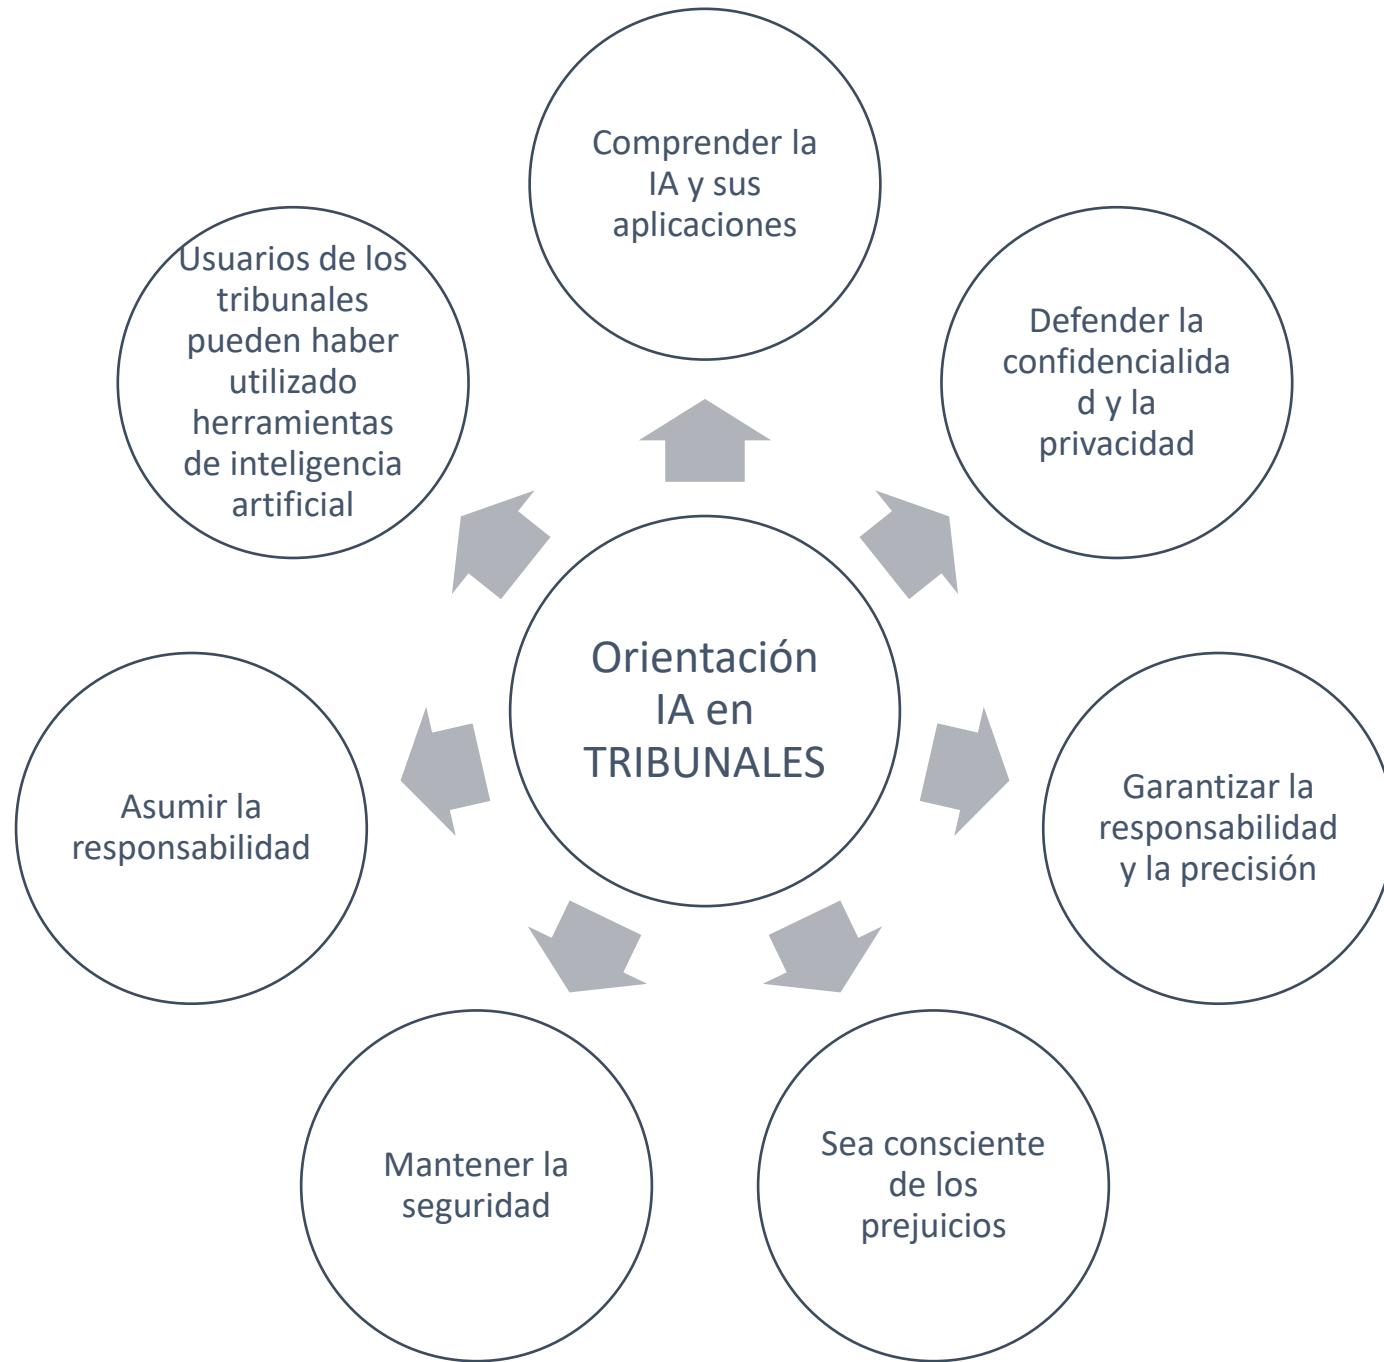 Comprender la
IA y sus
aplicaciones
Usuarios de los
tribunales
pueden haber
utilizado
herramientas
de inteligencia
artificial
Defender la
confidencialida
d y la
privacidad
Orientación
IA en
TRIBUNALES
Asumir la
responsabilidad
Garantizar la
responsabilidad
y la precisión
Mantener la
seguridad
Sea consciente
de los
prejuicios